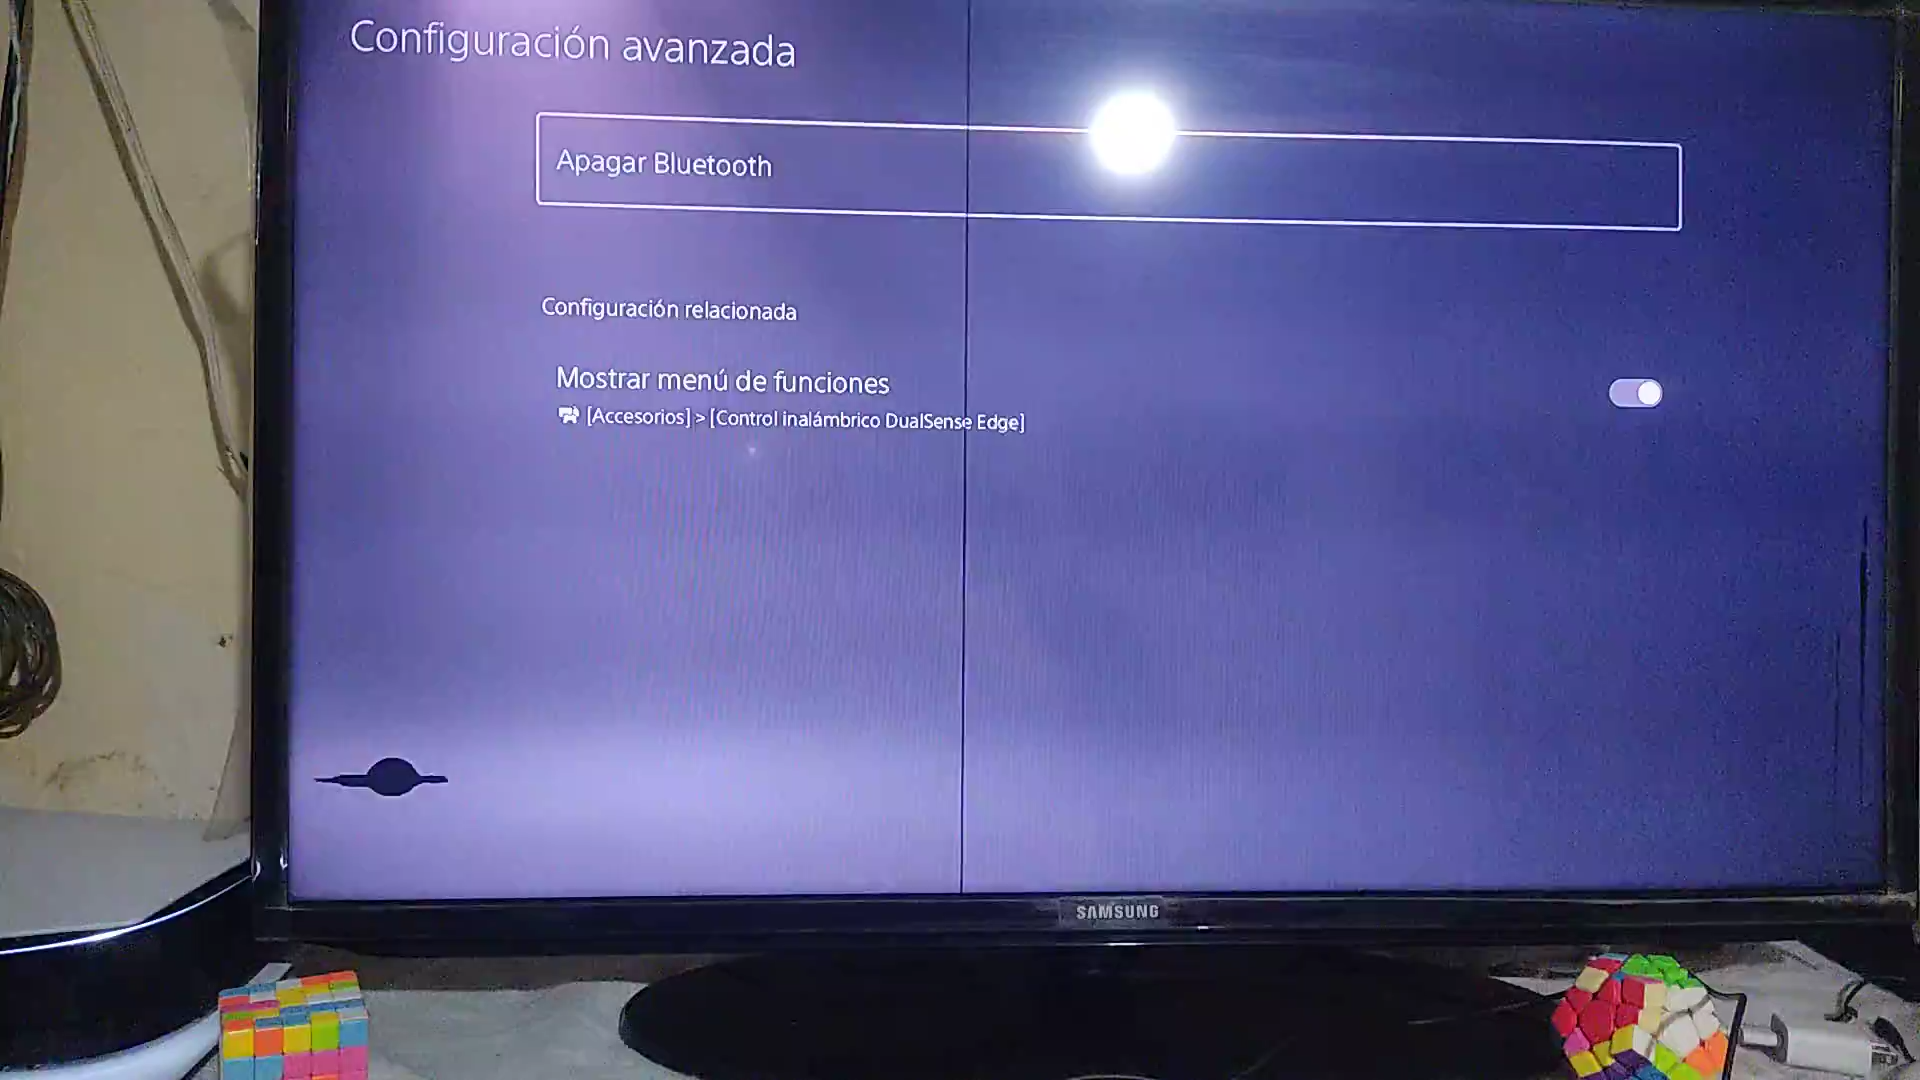 Configuración avanzada
Apagar Bluetooth
Configuración relacionada
Mostrar menú de funciones
[Accesorios] > [Control inalámbrico DualSense Edge]
SAMSUNG